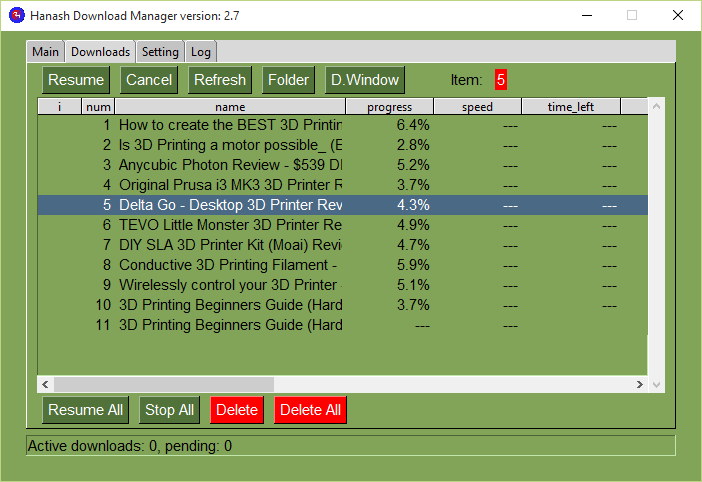 Hanash Download Manager version: 2.7
Main Downloads Setting Log
Resume Cancel Refresh Folder D.Window Item: 5
i num name progress speed time_left
1 How to create the BEST 3D Printin 6.4% --- ---
2 Is 3D Printing a motor possible_ (E 2.8% --- ---
3 Anycubic Photon Review - $539 DI 5.2% --- ---
4 Original Prusa i3 MK3 3D Printer R 3.7% --- ---
5 Delta Go - Desktop 3D Printer Rev 4.3% --- ---
6 TEVO Little Monster 3D Printer Re 4.9% --- ---
7 DIY SLA 3D Printer Kit (Moai) Revi 4.7% --- ---
8 Conductive 3D Printing Filament - 5.9% --- ---
9 Wirelessly control your 3D Printer 5.1% --- ---
10 3D Printing Beginners Guide (Hard 3.7% --- ---
11 3D Printing Beginners Guide (Hard --- --- ---
Resume All Stop All Delete Delete All
Active downloads: 0, pending: 0